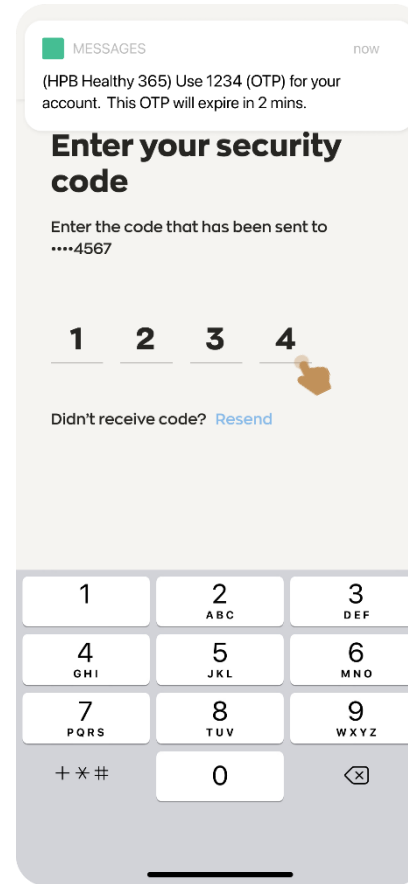 MESSAGES now
(HPB Healthy 365) Use 1234 (OTP) for your
account. This OTP will expire in 2 mins.
Enter your security
code
Enter the code that has been sent to
••••4567
1 2 3 4
Didn't receive code? Resend
1 2 3
ABC DEF
4 5 6
GHI JKL MNO
7 8 9
PQRS TUV WXYZ
+*# 0